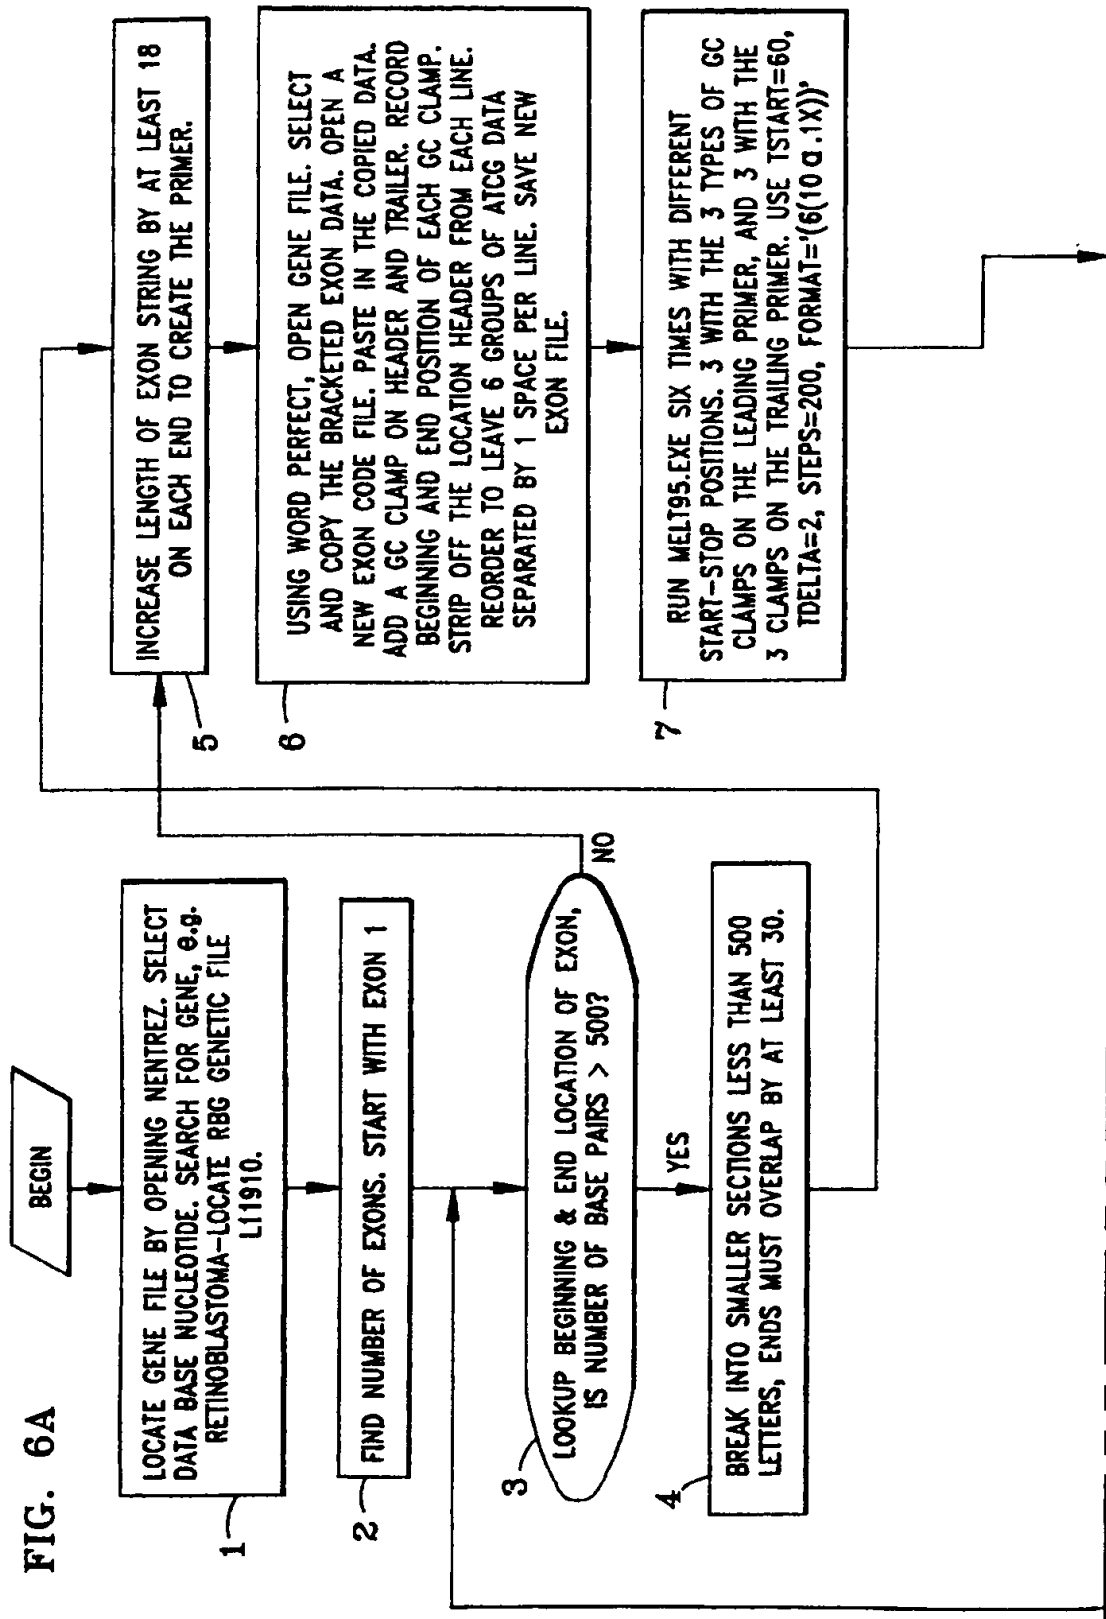 FIG. 6A
BEGIN
LOCATE GENE FILE BY OPENING NENTREZ. SELECT
DATA BASE NUCLEOTIDE. SEARCH FOR GENE, e.g.
RETINOBLASTOMA-LOCATE RBG GENETIC FILE
L11910.
1
FIND NUMBER OF EXONS. START WITH EXON 1
2
LOOKUP BEGINNING & END LOCATION OF EXON,
IS NUMBER OF BASE PAIRS > 500?
3
NO
YES
BREAK INTO SMALLER SECTIONS LESS THAN 500
LETTERS, ENDS MUST OVERLAP BY AT LEAST 30.
4
INCREASE LENGTH OF EXON STRING BY AT LEAST 18
ON EACH END TO CREATE THE PRIMER.
5
USING WORD PERFECT, OPEN GENE FILE. SELECT
AND COPY THE BRACKETED EXON DATA. OPEN A
NEW EXON CODE FILE. PASTE IN THE COPIED DATA.
ADD A GC CLAMP ON HEADER AND TRAILER. RECORD
BEGINNING AND END POSITION OF EACH GC CLAMP.
STRIP OFF THE LOCATION HEADER FROM EACH LINE.
REORDER TO LEAVE 6 GROUPS OF ATCG DATA
SEPARATED BY 1 SPACE PER LINE. SAVE NEW
EXON FILE.
6
RUN MELT95.EXE SIX TIMES WITH DIFFERENT
START-STOP POSITIONS. 3 WITH THE 3 TYPES OF GC
CLAMPS ON THE LEADING PRIMER, AND 3 WITH THE
3 CLAMPS ON THE TRAILING PRIMER. USE TSTART=60,
TDELTA=2, STEPS=200, FORMAT='(6(10 a .1X))'
7